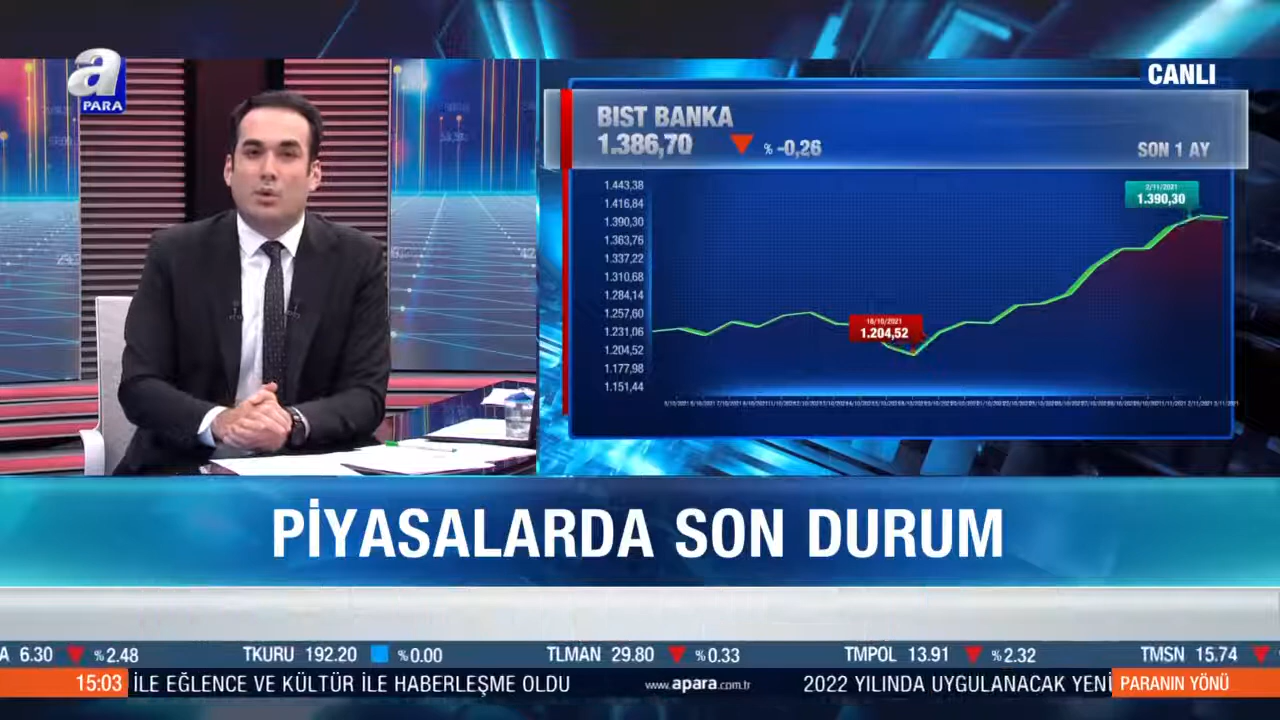 a
PARA
CANLI
BIST BANKA
1.386,70 % -0,26
SON 1 AY
1.443,38
1.416,84
1.390,30
1.363,76
1.337,22
1.310,68
1.284,14
1.257,60
1.231,06
1.204,52
1.177,98
1.151,44
2/11/2021
1.390,30
18/10/2021
1.204,52
PİYASALARDA SON DURUM
A 6.30 %2.48 TKURU 192.20 %0.00 TLMAN 29.80 %0.33 TMPOL 13.91 %2.32 TMSN 15.74
15:03 İLE EĞLENCE VE KÜLTÜR İLE HABERLEŞME OLDU www.apara.com.tr 2022 YILINDA UYGULANACAK YENİ PARANIN YÖNÜ